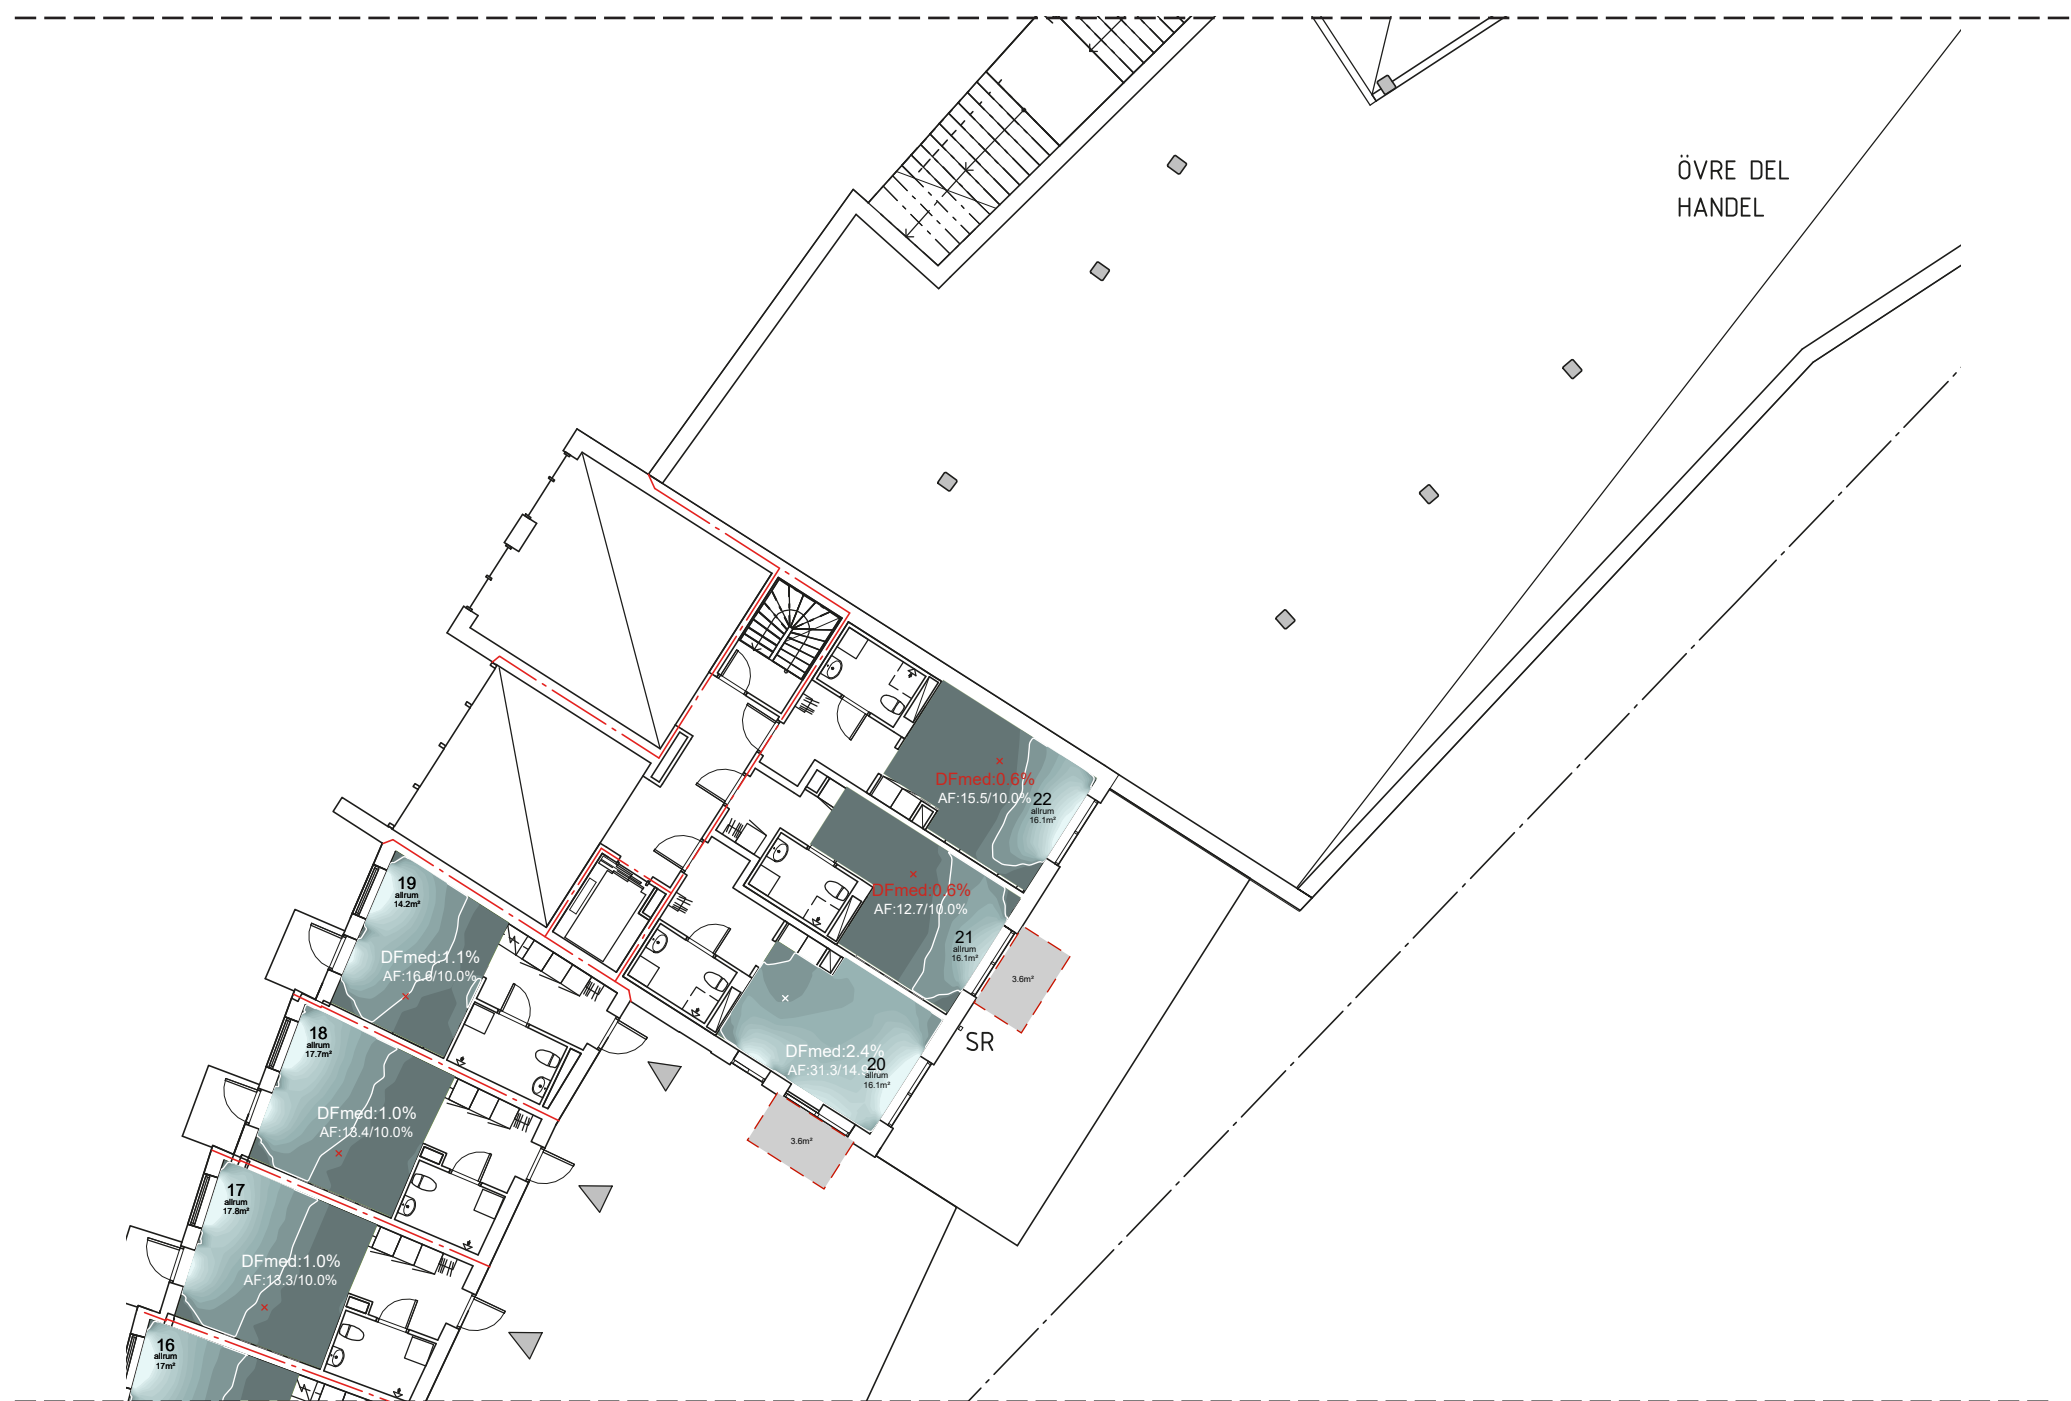 ÖVRE DEL
HANDEL
DFmed:0.6%
AF:15.5/10.0%
22
allrum
16.1m²
DFmed:0.6%
AF:12.7/10.0%
21
allrum
16.1m²
3.6m²
SR
DFmed:2.4%
AF:31.3/14.
20
allrum
16.1m²
3.6m²
19
allrum
14.2m²
DFmed:1.1%
AF:16.6/10.0%
18
allrum
17.7m²
DFmed:1.0%
AF:13.4/10.0%
17
allrum
17.8m²
DFmed:1.0%
AF:13.3/10.0%
16
allrum
17m²